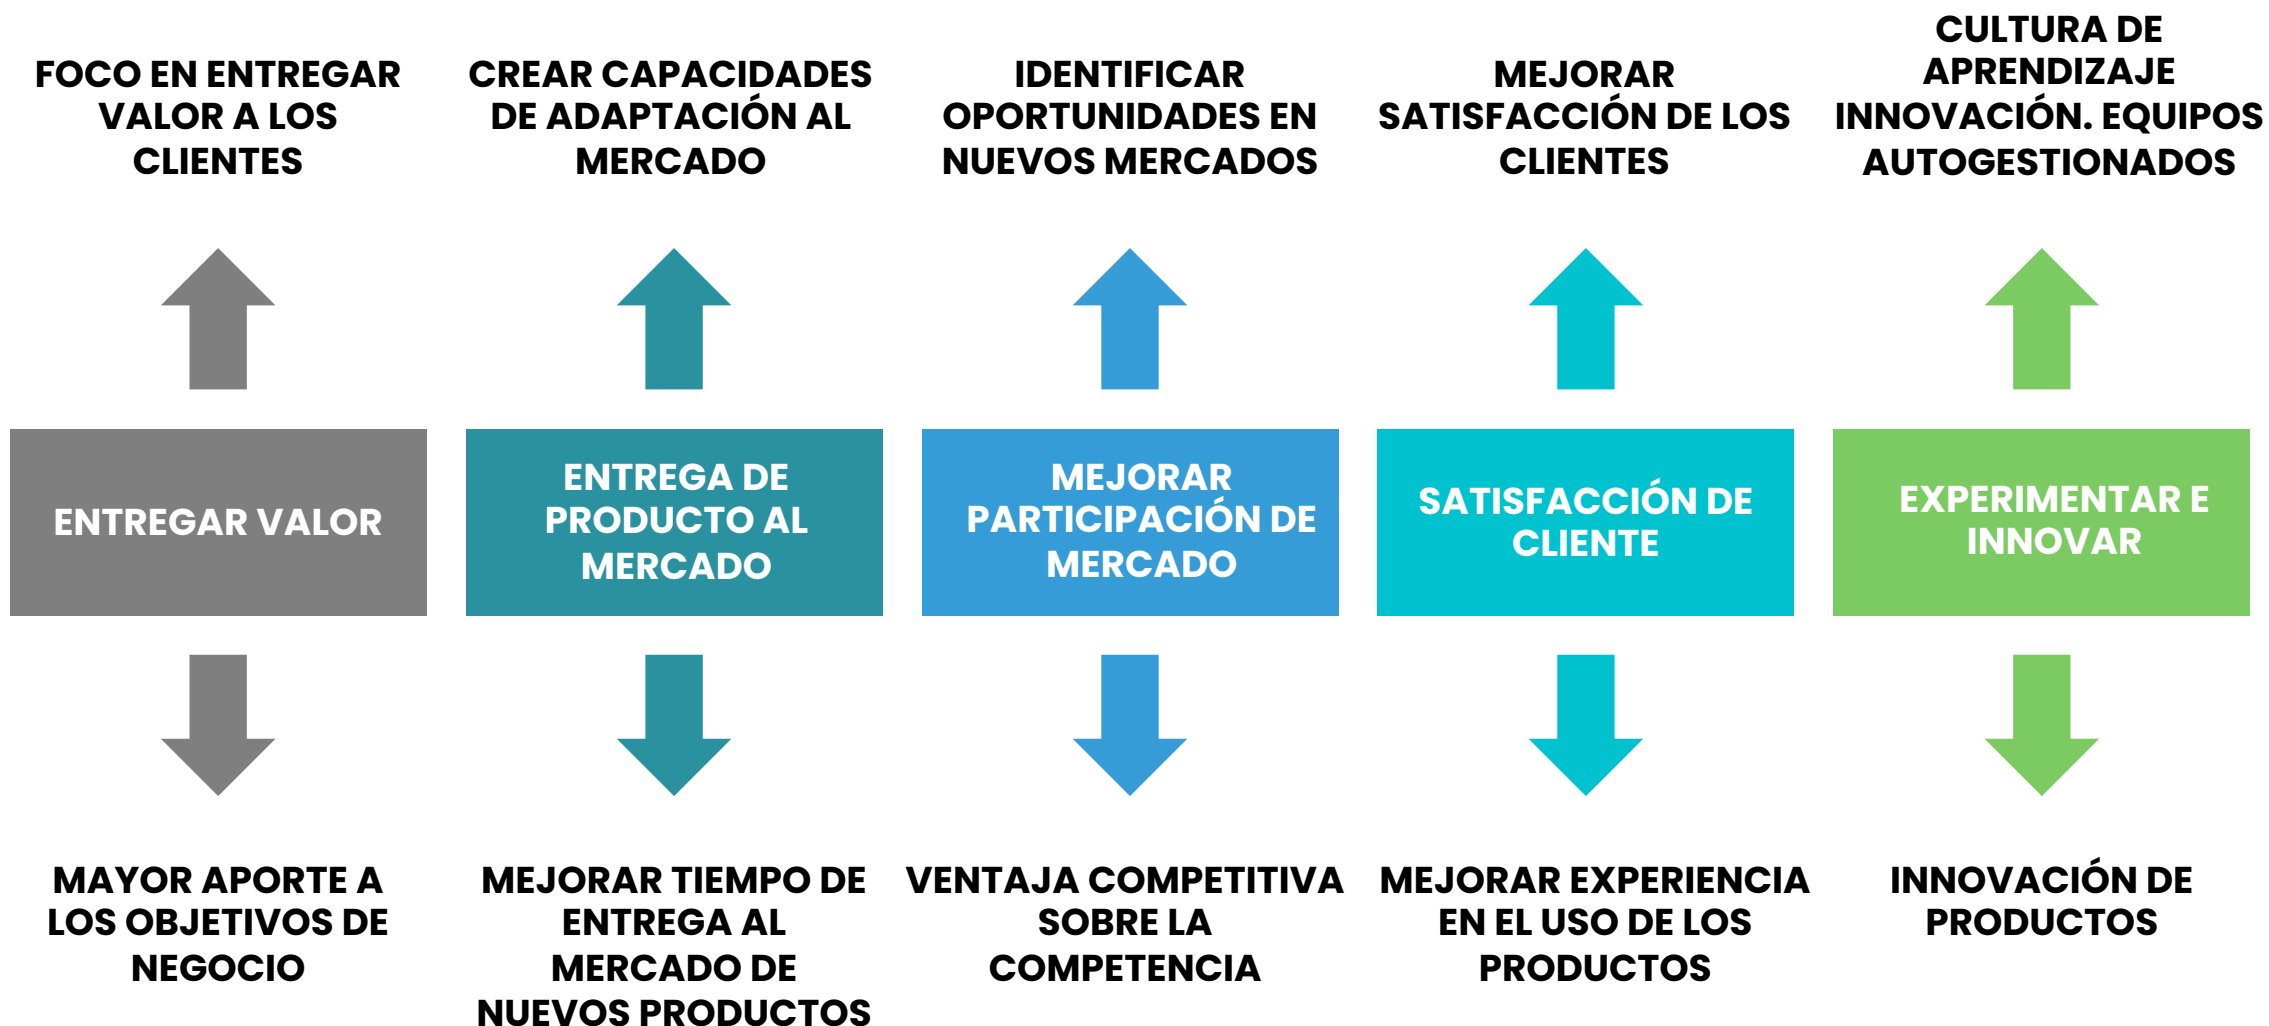 FOCO EN ENTREGAR
VALOR A LOS
CLIENTES
CREAR CAPACIDADES
DE ADAPTACIÓN AL
MERCADO
IDENTIFICAR
OPORTUNIDADES EN
NUEVOS MERCADOS
MEJORAR
SATISFACCIÓN DE LOS
CLIENTES
CULTURA DE
APRENDIZAJE
INNOVACIÓN. EQUIPOS
AUTOGESTIONADOS
ENTREGAR VALOR
ENTREGA DE
PRODUCTO AL
MERCADO
MEJORAR
PARTICIPACIÓN DE
MERCADO
SATISFACCIÓN DE
CLIENTE
EXPERIMENTAR E
INNOVAR
MAYOR APORTE A
LOS OBJETIVOS DE
NEGOCIO
MEJORAR TIEMPO DE
ENTREGA AL
MERCADO DE
NUEVOS PRODUCTOS
VENTAJA COMPETITIVA
SOBRE LA
COMPETENCIA
MEJORAR EXPERIENCIA
EN EL USO DE LOS
PRODUCTOS
INNOVACIÓN DE
PRODUCTOS